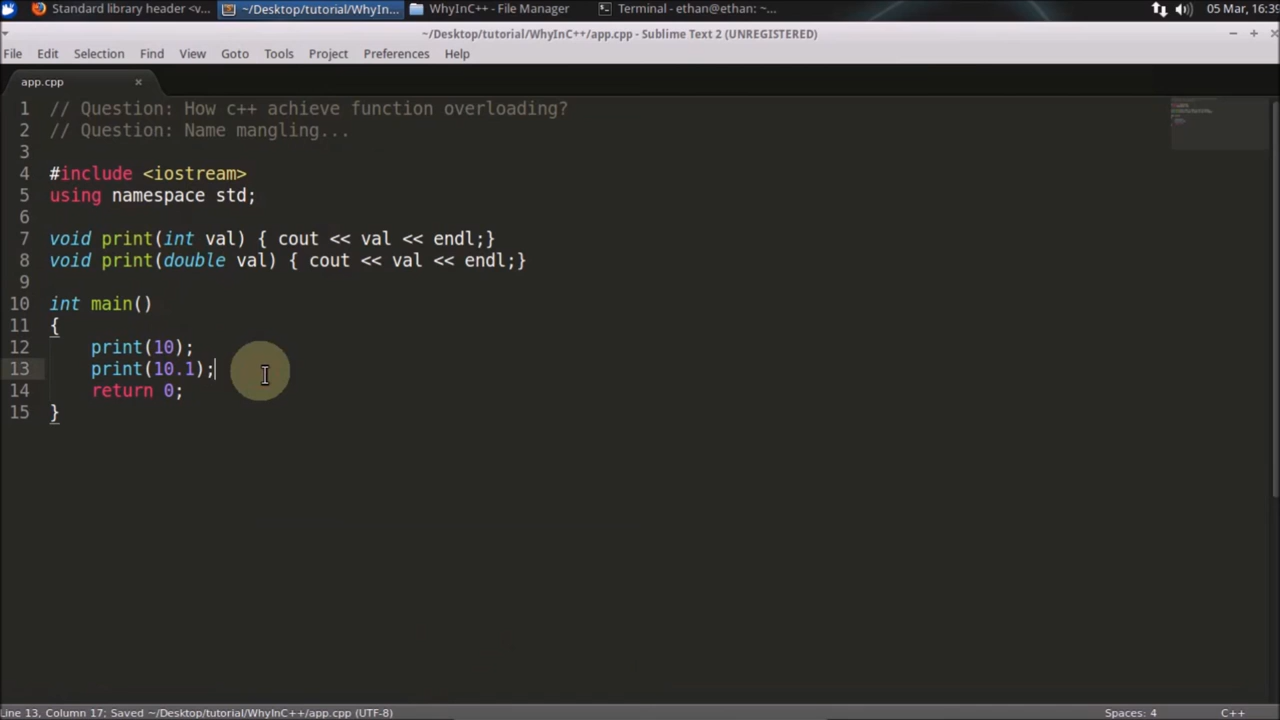 Standard library header <v...
~/Desktop/tutorial/WhyIn...
WhyInC++ - File Manager
Terminal - ethan@ethan: ~...
05 Mar, 16:39
~/Desktop/tutorial/WhyInC++/app.cpp - Sublime Text 2 (UNREGISTERED)
File Edit Selection Find View Goto Tools Project Preferences Help
app.cpp
1 // Question: How c++ achieve function overloading?
2 // Question: Name mangling...
3
4 #include <iostream>
5 using namespace std;
6
7 void print(int val) { cout << val << endl;}
8 void print(double val) { cout << val << endl;}
9
10 int main()
11 {
12     print(10);
13     print(10.1);
14     return 0;
15 }
Line 13, Column 17; Saved ~/Desktop/tutorial/WhyInC++/app.cpp (UTF-8)
Spaces: 4
C++